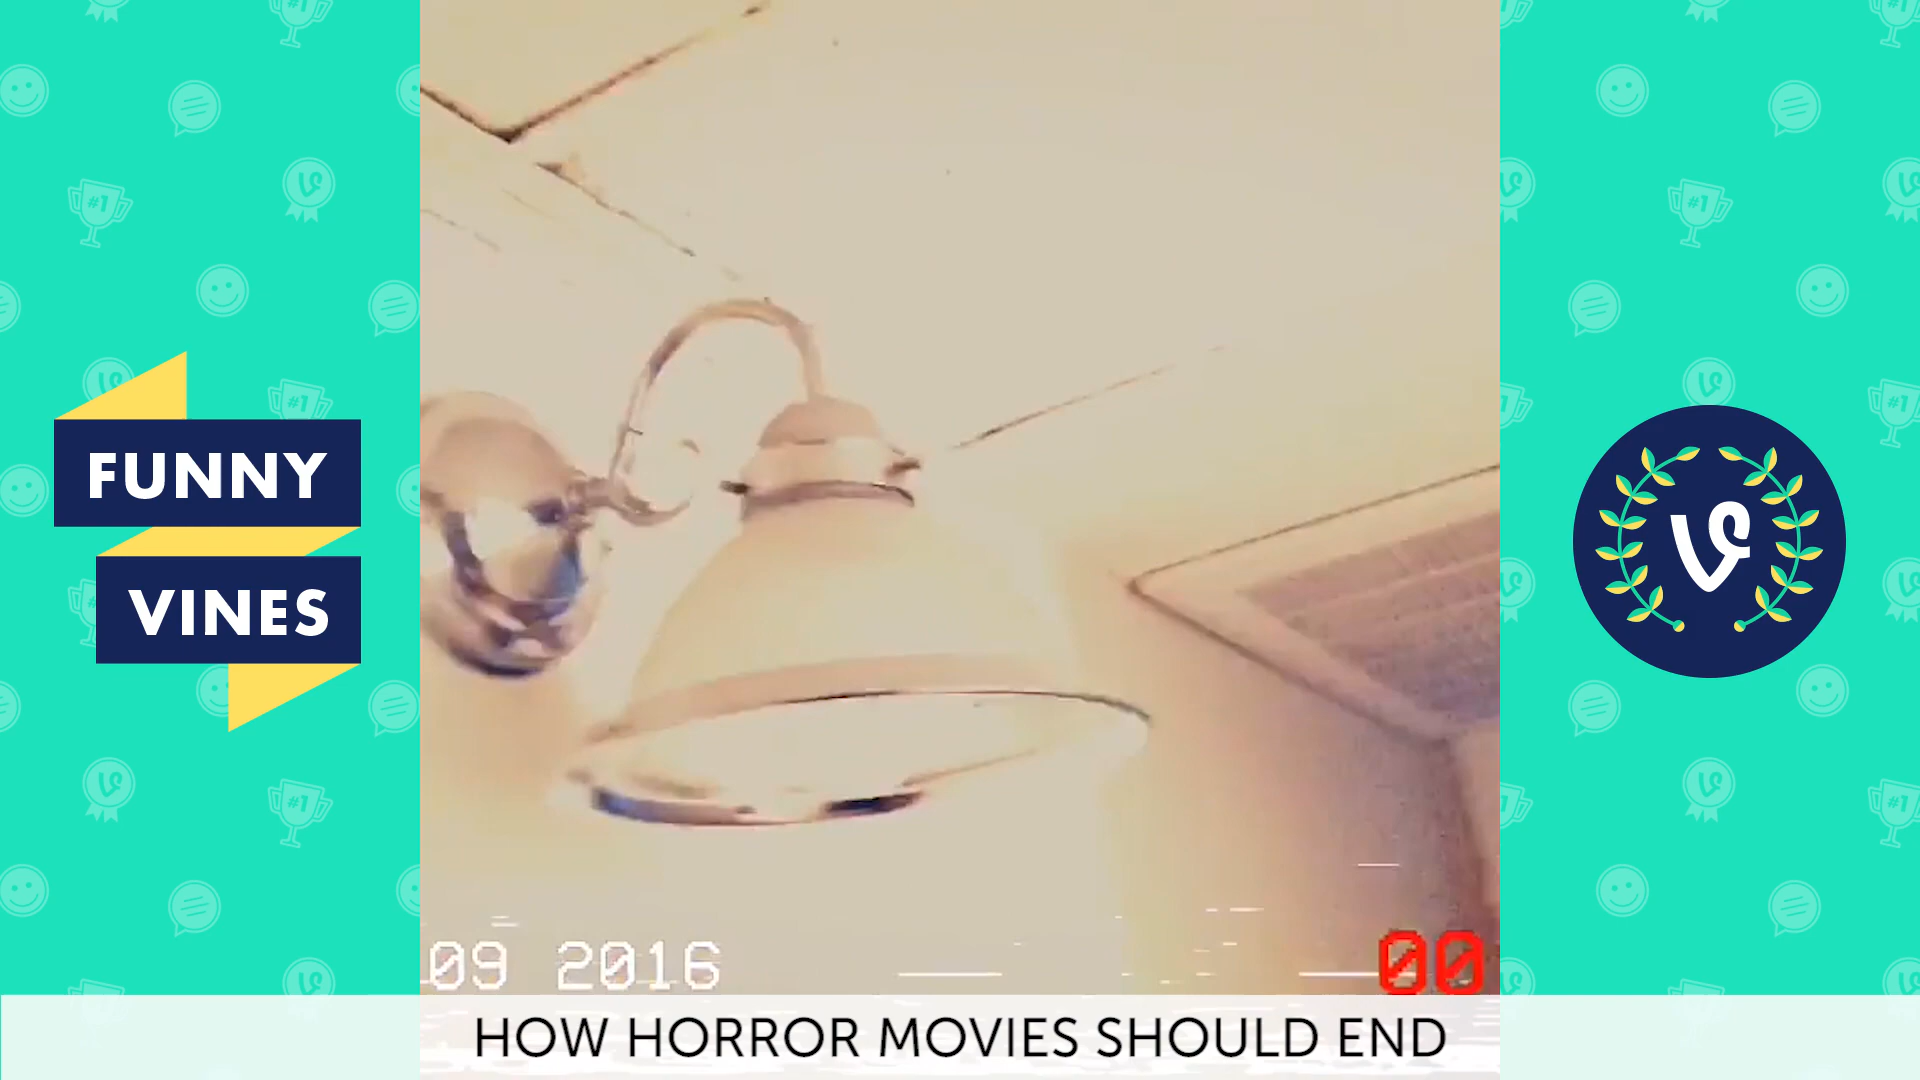 FUNNY
VINES
09 2016
00
HOW HORROR MOVIES SHOULD END